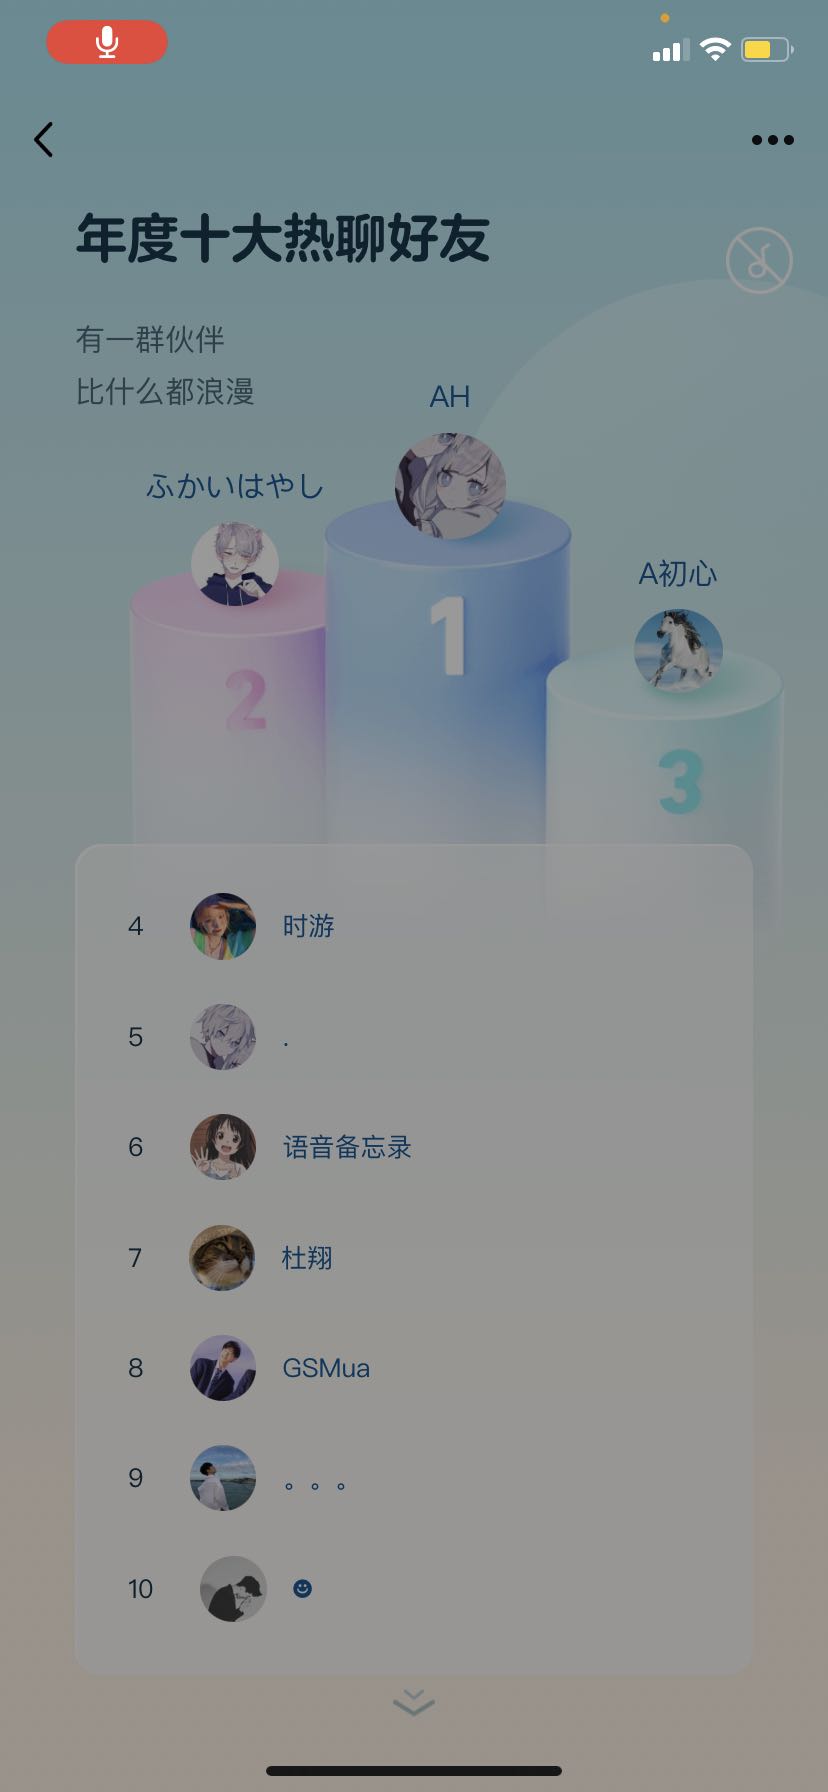 年度十大热聊好友
有一群伙伴
比什么都浪漫
AH
ふかいはやし
A初心
1
2
3
4 时游
5 .
6 语音备忘录
7 杜翔
8 GSMua
9 。。。
10 ☻